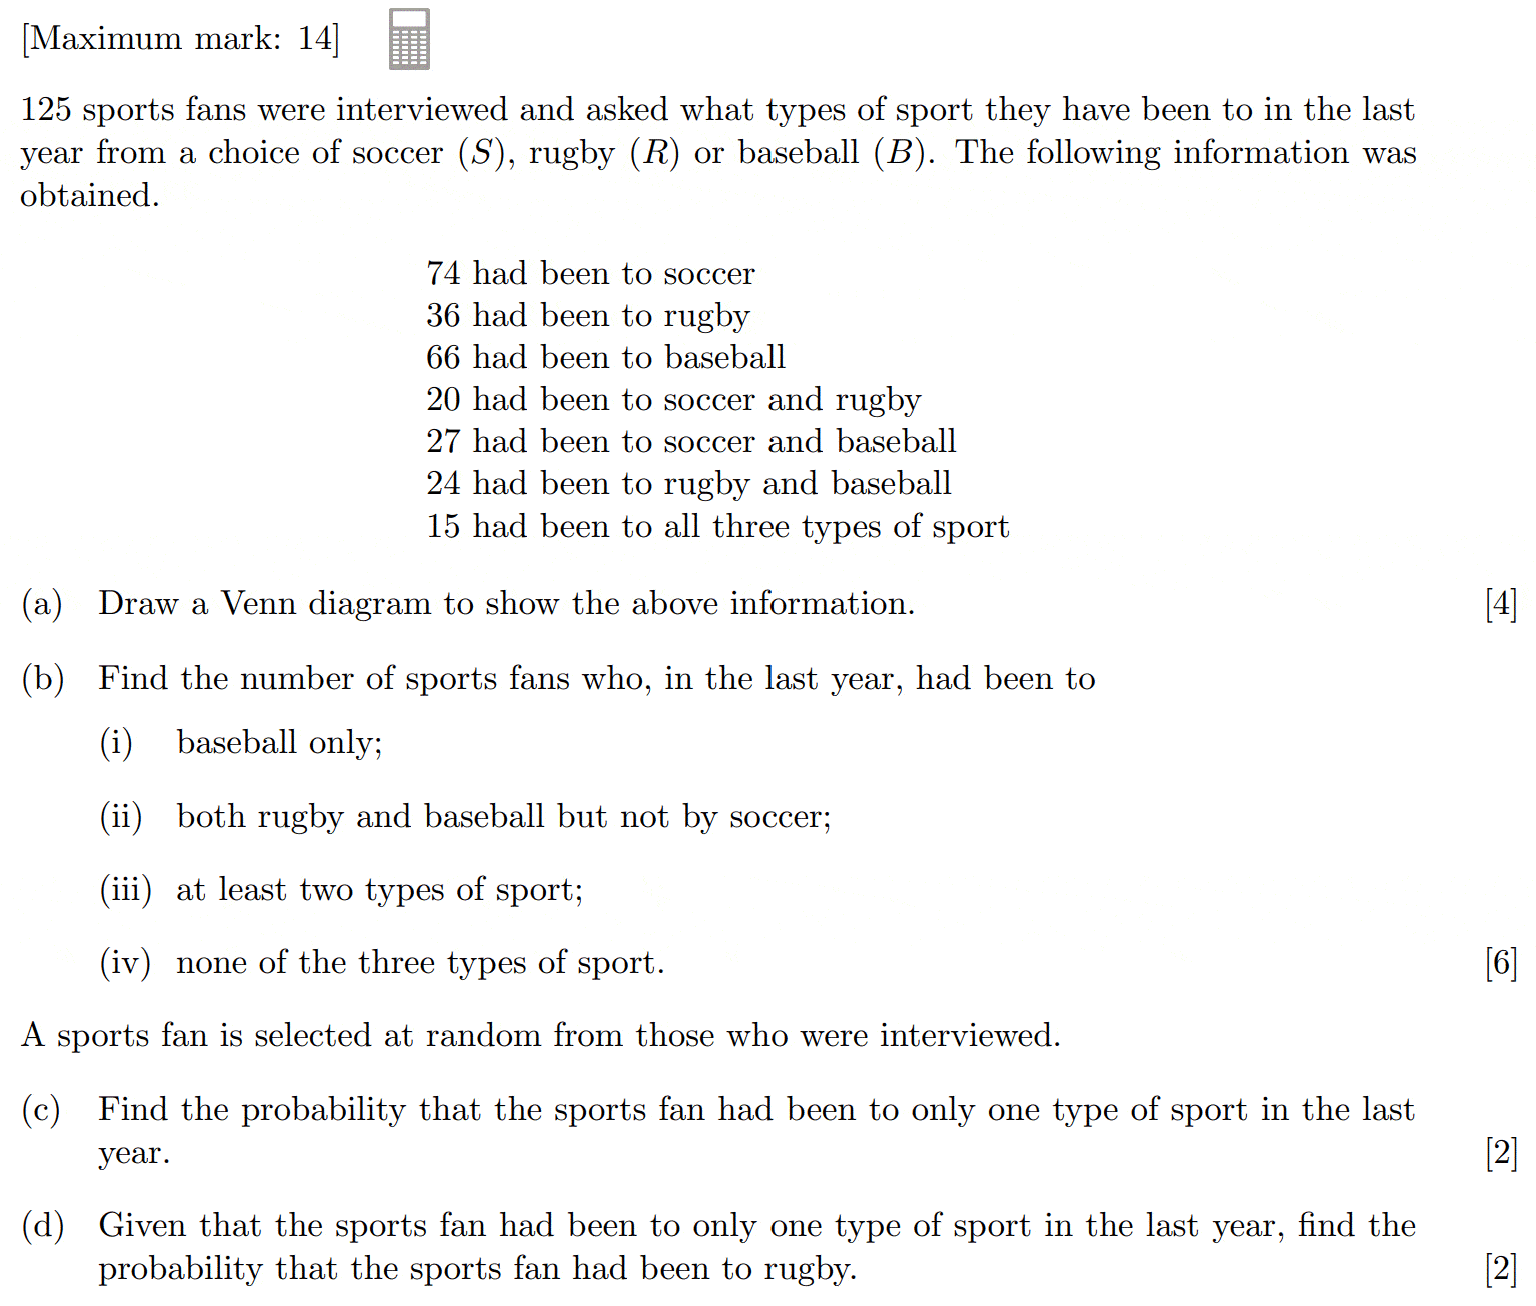 [Maximum mark: 14]
125 sports fans were interviewed and asked what types of sport they have been to in the last
year from a choice of soccer (S), rugby (R) or baseball (B). The following information was
obtained.
74 had been to soccer
36 had been to rugby
66 had been to baseball
20 had been to soccer and rugby
27 had been to soccer and baseball
24 had been to rugby and baseball
15 had been to all three types of sport
(a) Draw a Venn diagram to show the above information. [4]
(b) Find the number of sports fans who, in the last year, had been to
(i) baseball only;
(ii) both rugby and baseball but not by soccer;
(iii) at least two types of sport;
(iv) none of the three types of sport. [6]
A sports fan is selected at random from those who were interviewed.
(c) Find the probability that the sports fan had been to only one type of sport in the last
year. [2]
(d) Given that the sports fan had been to only one type of sport in the last year, find the
probability that the sports fan had been to rugby. [2]